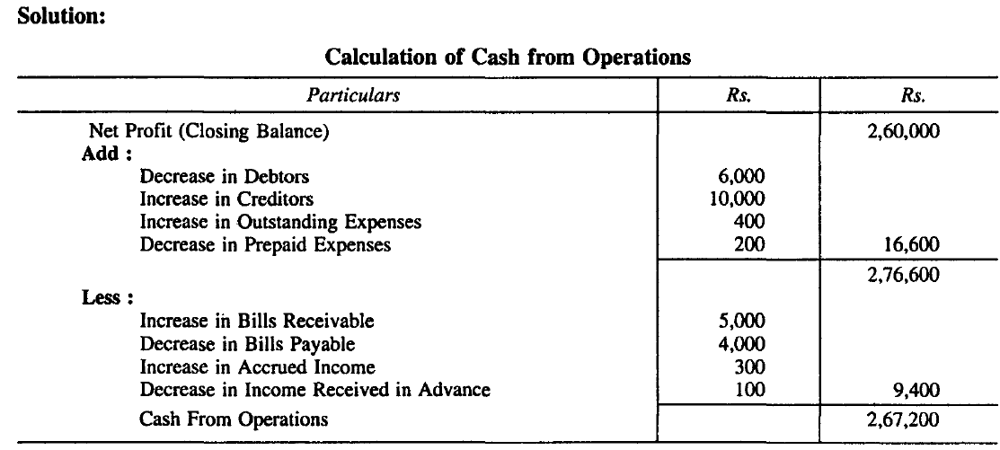 Solution:
Calculation of Cash from Operations
Particulars Rs. Rs.
Net Profit (Closing Balance) 2,60,000
Add :
Decrease in Debtors 6,000
Increase in Creditors 10,000
Increase in Outstanding Expenses 400
Decrease in Prepaid Expenses 200 16,600
2,76,600
Less :
Increase in Bills Receivable 5,000
Decrease in Bills Payable 4,000
Increase in Accrued Income 300
Decrease in Income Received in Advance 100 9,400
Cash From Operations 2,67,200